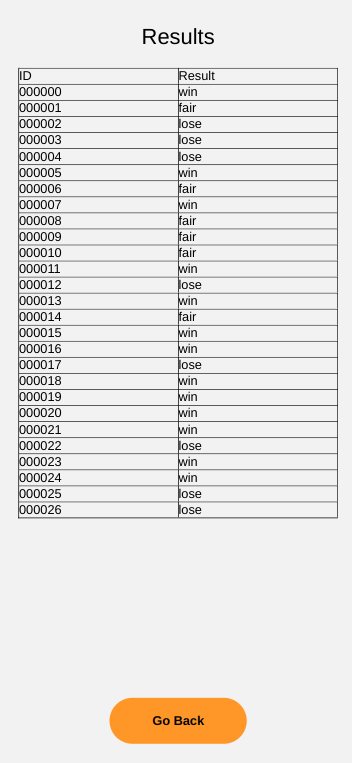 Results
ID Result
000000 win
000001 fair
000002 lose
000003 lose
000004 lose
000005 win
000006 fair
000007 win
000008 fair
000009 fair
000010 fair
000011 win
000012 lose
000013 win
000014 fair
000015 win
000016 win
000017 lose
000018 win
000019 win
000020 win
000021 win
000022 lose
000023 win
000024 win
000025 lose
000026 lose
Go Back